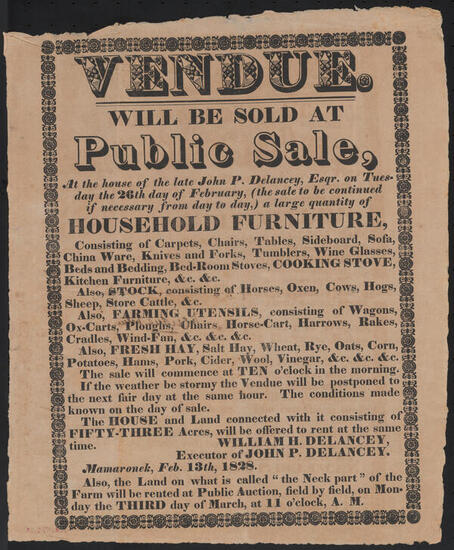 VENDUE.
WILL BE SOLD AT
Public Sale,
At the house of the late John P. Delancey, Esqr. on Tues-
day the 26th day of February, (the sale to be continued
if necessary from day to day,) a large quantity of
HOUSEHOLD FURNITURE,
Consisting of Carpets, Chairs, Tables, Sideboard, Sofa,
China Ware, Knives and Forks, Tumblers, Wine Glasses,
Beds and Bedding, Bed-Room Stoves, COOKING STOVE,
Kitchen Furniture, &c. &c.
Also, STOCK, consisting of Horses, Oxen, Cows, Hogs,
Sheep, Store Cattle, &c.
Also, FARMING UTENSILS, consisting of Wagons,
Ox-Carts, Ploughs, Chairs, Horse-Cart, Harrows, Rakes,
Cradles, Wind-Fan, &c. &c. &c.
Also, FRESH HAY, Salt Hay, Wheat, Rye, Oats, Corn,
Potatoes, Hams, Pork, Cider, Wool, Vinegar, &c. &c. &c.
The sale will commence at TEN o'clock in the morning.
If the weather be stormy the Vendue will be postponed to
the next fair day at the same hour. The conditions made
known on the day of sale.
The HOUSE and Land connected with it consisting of
FIFTY-THREE Acres, will be offered to rent at the same
time. WILLIAM H. DELANCEY,
Executor of JOHN P. DELANCEY.
Mamaronek, Feb. 13th, 1828.
Also, the Land on what is called "the Neck part" of the
Farm will be rented at Public Auction, field by field, on Mon-
day the THIRD day of March, at 11 o'clock, A. M.